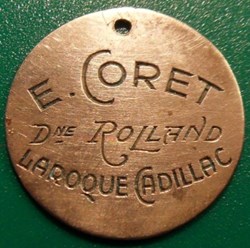 E. CORET
DNE ROLLAND
LAROQUE CADILLAC